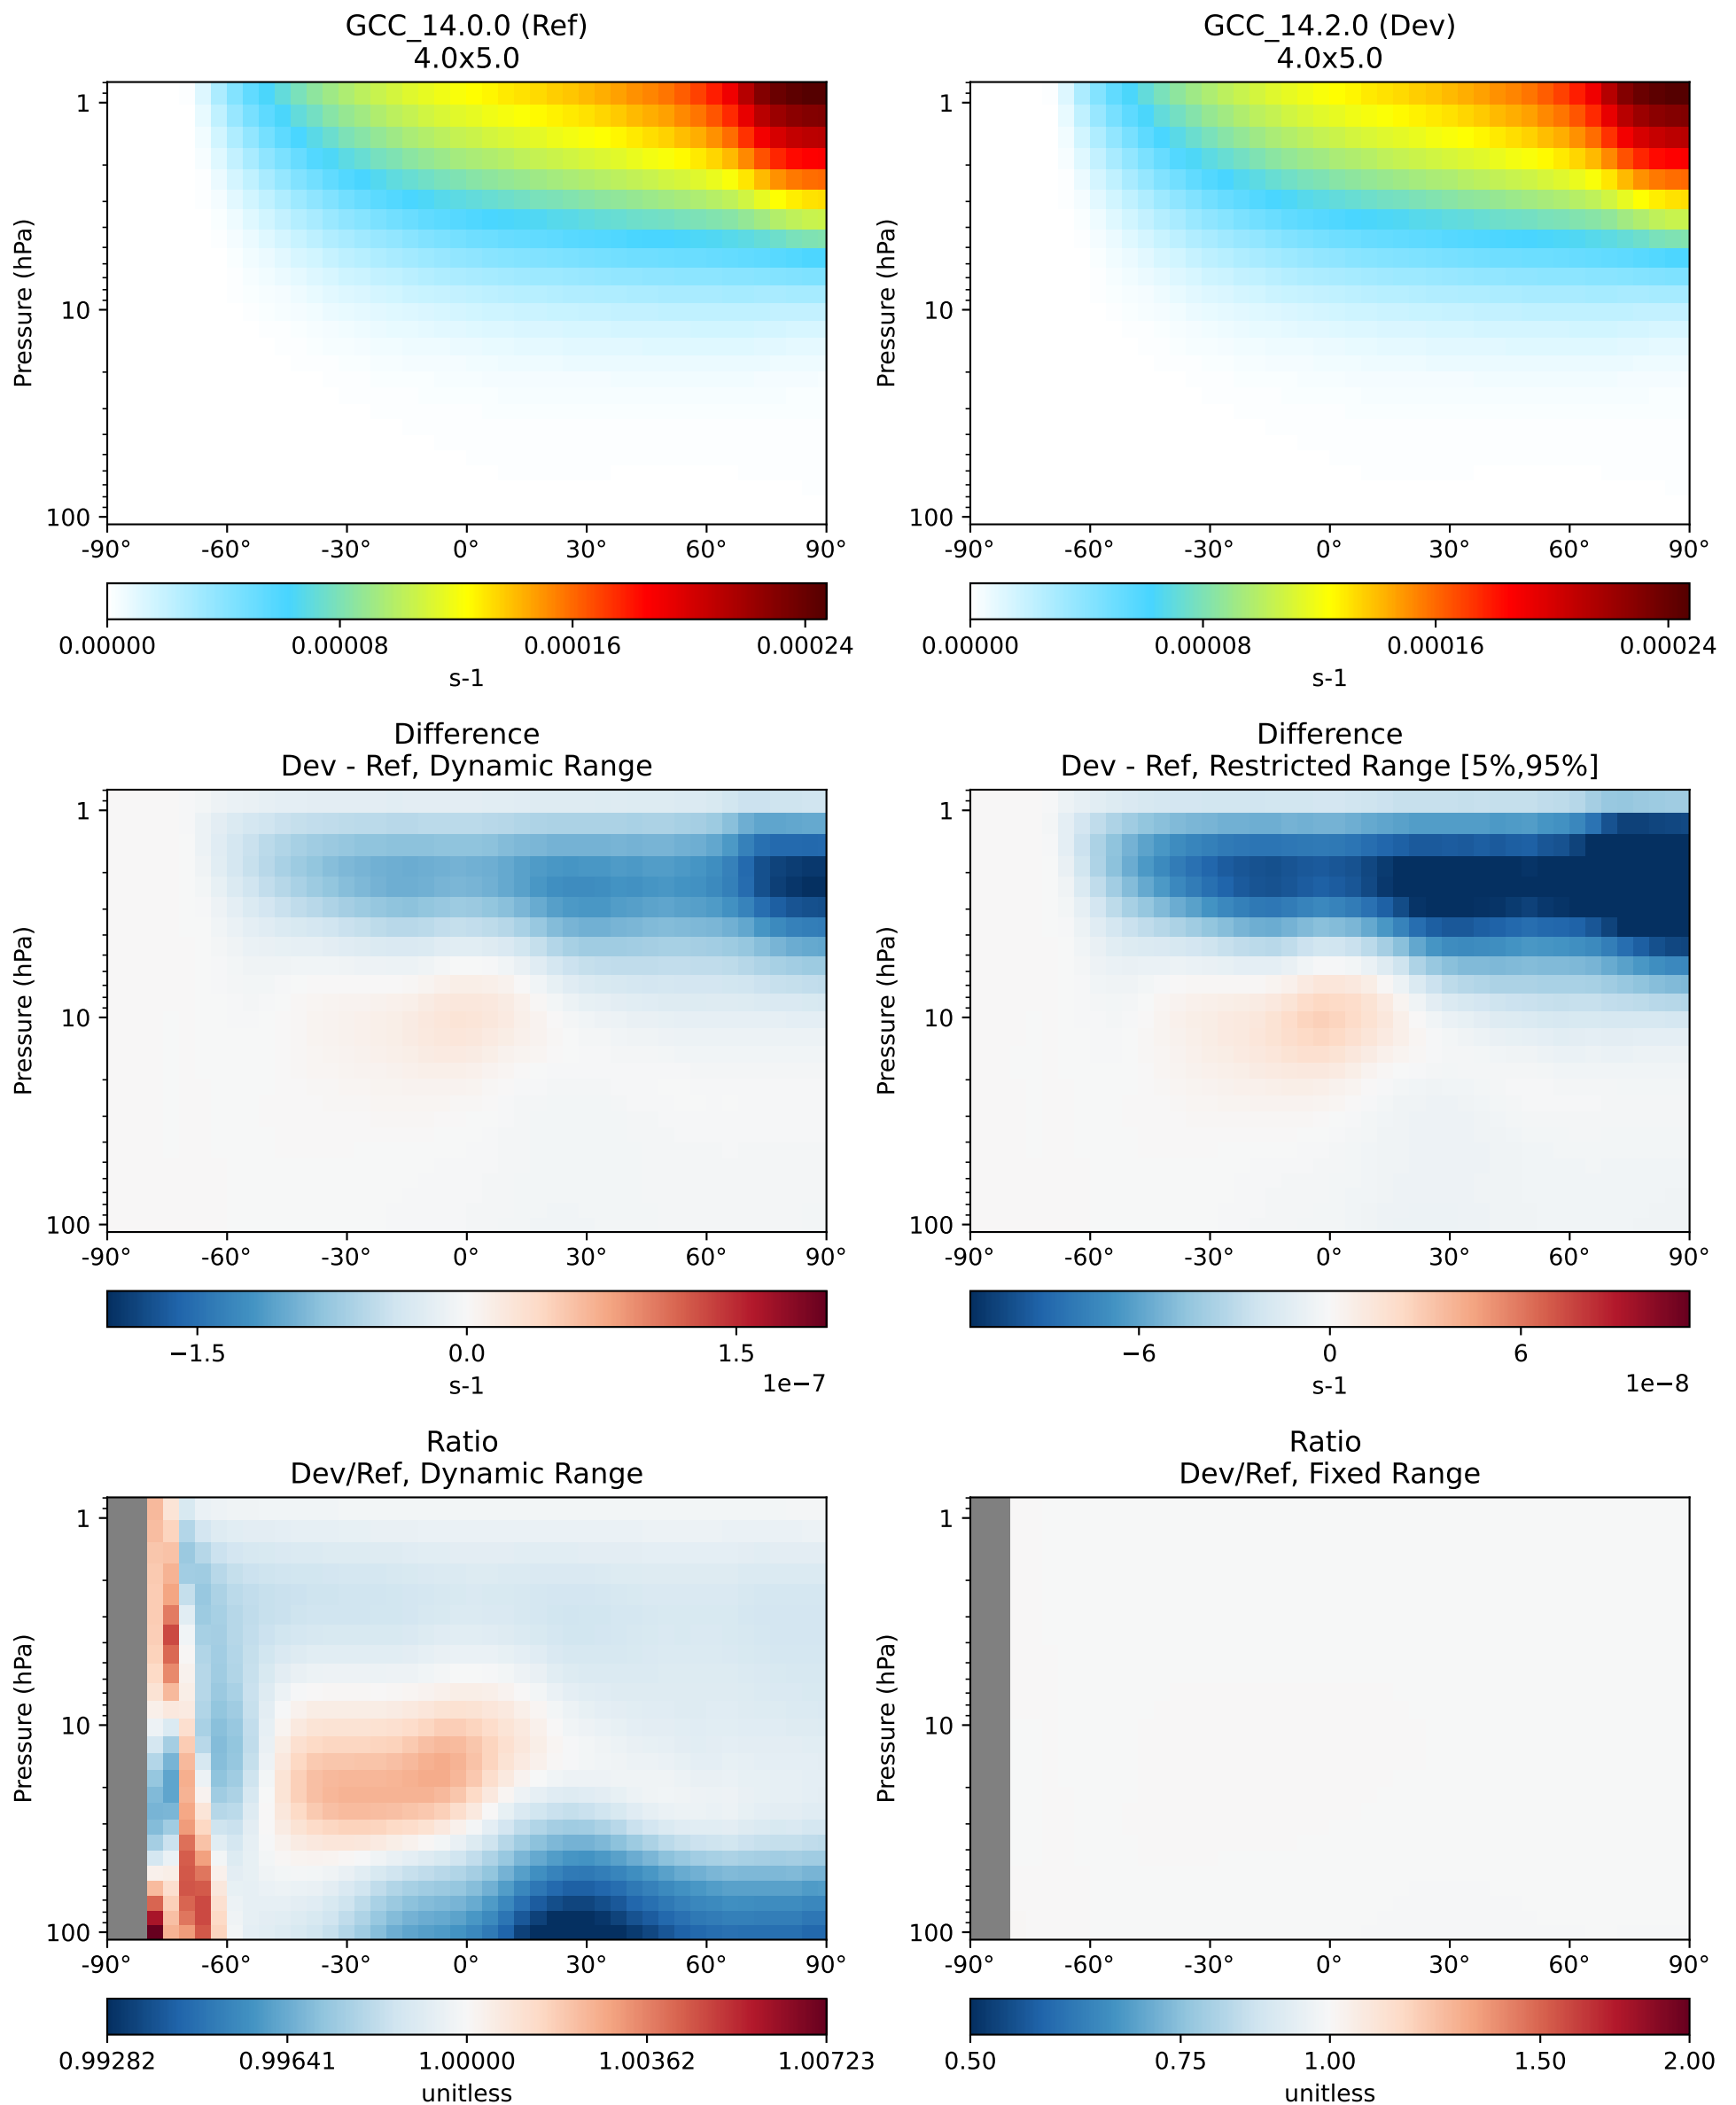 GCC_14.0.0 (Ref)
4.0x5.0
GCC_14.2.0 (Dev)
4.0x5.0
Pressure (hPa)
1
10
100
-90° -60° -30° 0° 30° 60° 90°
0.00000 0.00008 0.00016 0.00024
s-1
Pressure (hPa)
1
10
100
-90° -60° -30° 0° 30° 60° 90°
0.00000 0.00008 0.00016 0.00024
s-1
Difference
Dev - Ref, Dynamic Range
Pressure (hPa)
1
10
100
-90° -60° -30° 0° 30° 60° 90°
−1.5 0.0 1.5
1e−7
s-1
Difference
Dev - Ref, Restricted Range [5%,95%]
Pressure (hPa)
1
10
100
-90° -60° -30° 0° 30° 60° 90°
−6 0 6
1e−8
s-1
Ratio
Dev/Ref, Dynamic Range
Pressure (hPa)
1
10
100
-90° -60° -30° 0° 30° 60° 90°
0.99282 0.99641 1.00000 1.00362 1.00723
unitless
Ratio
Dev/Ref, Fixed Range
Pressure (hPa)
1
10
100
-90° -60° -30° 0° 30° 60° 90°
0.50 0.75 1.00 1.50 2.00
unitless